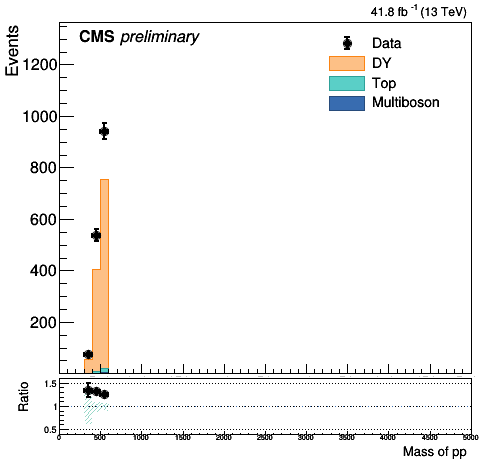 41.8 fb⁻¹ (13 TeV)
CMS preliminary
Events
Data
DY
Top
Multiboson
1200
1000
800
600
400
200
Ratio
1.5
1
0.5
0 500 1000 1500 2000 2500 3000 3500 4000 4500 5000
Mass of pp